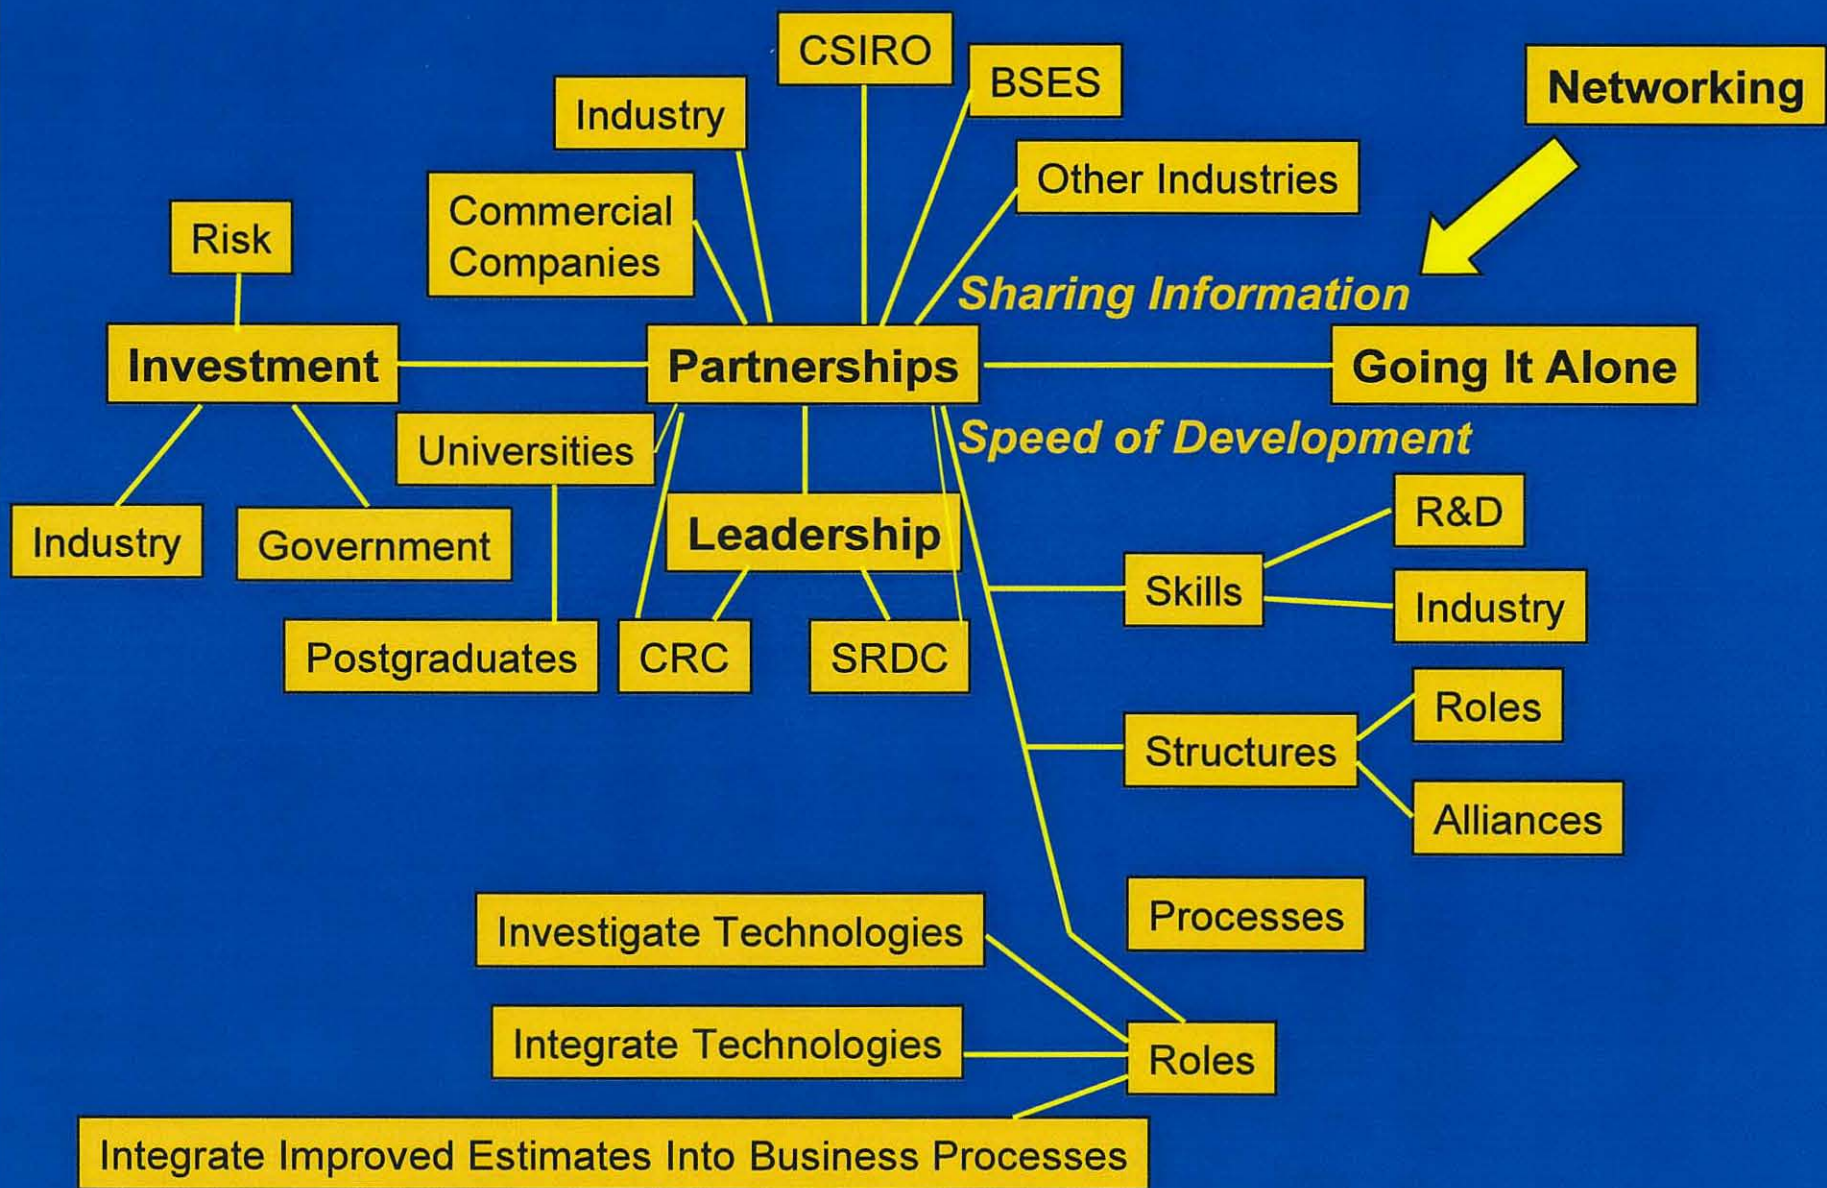 CSIRO
BSES
Networking
Industry
Other Industries
Commercial
Companies
Risk
Sharing Information
Investment
Partnerships
Going It Alone
Universities
Speed of Development
Industry
Government
Leadership
R&D
Skills
Industry
Postgraduates
CRC
SRDC
Roles
Structures
Alliances
Processes
Investigate Technologies
Integrate Technologies
Roles
Integrate Improved Estimates Into Business Processes